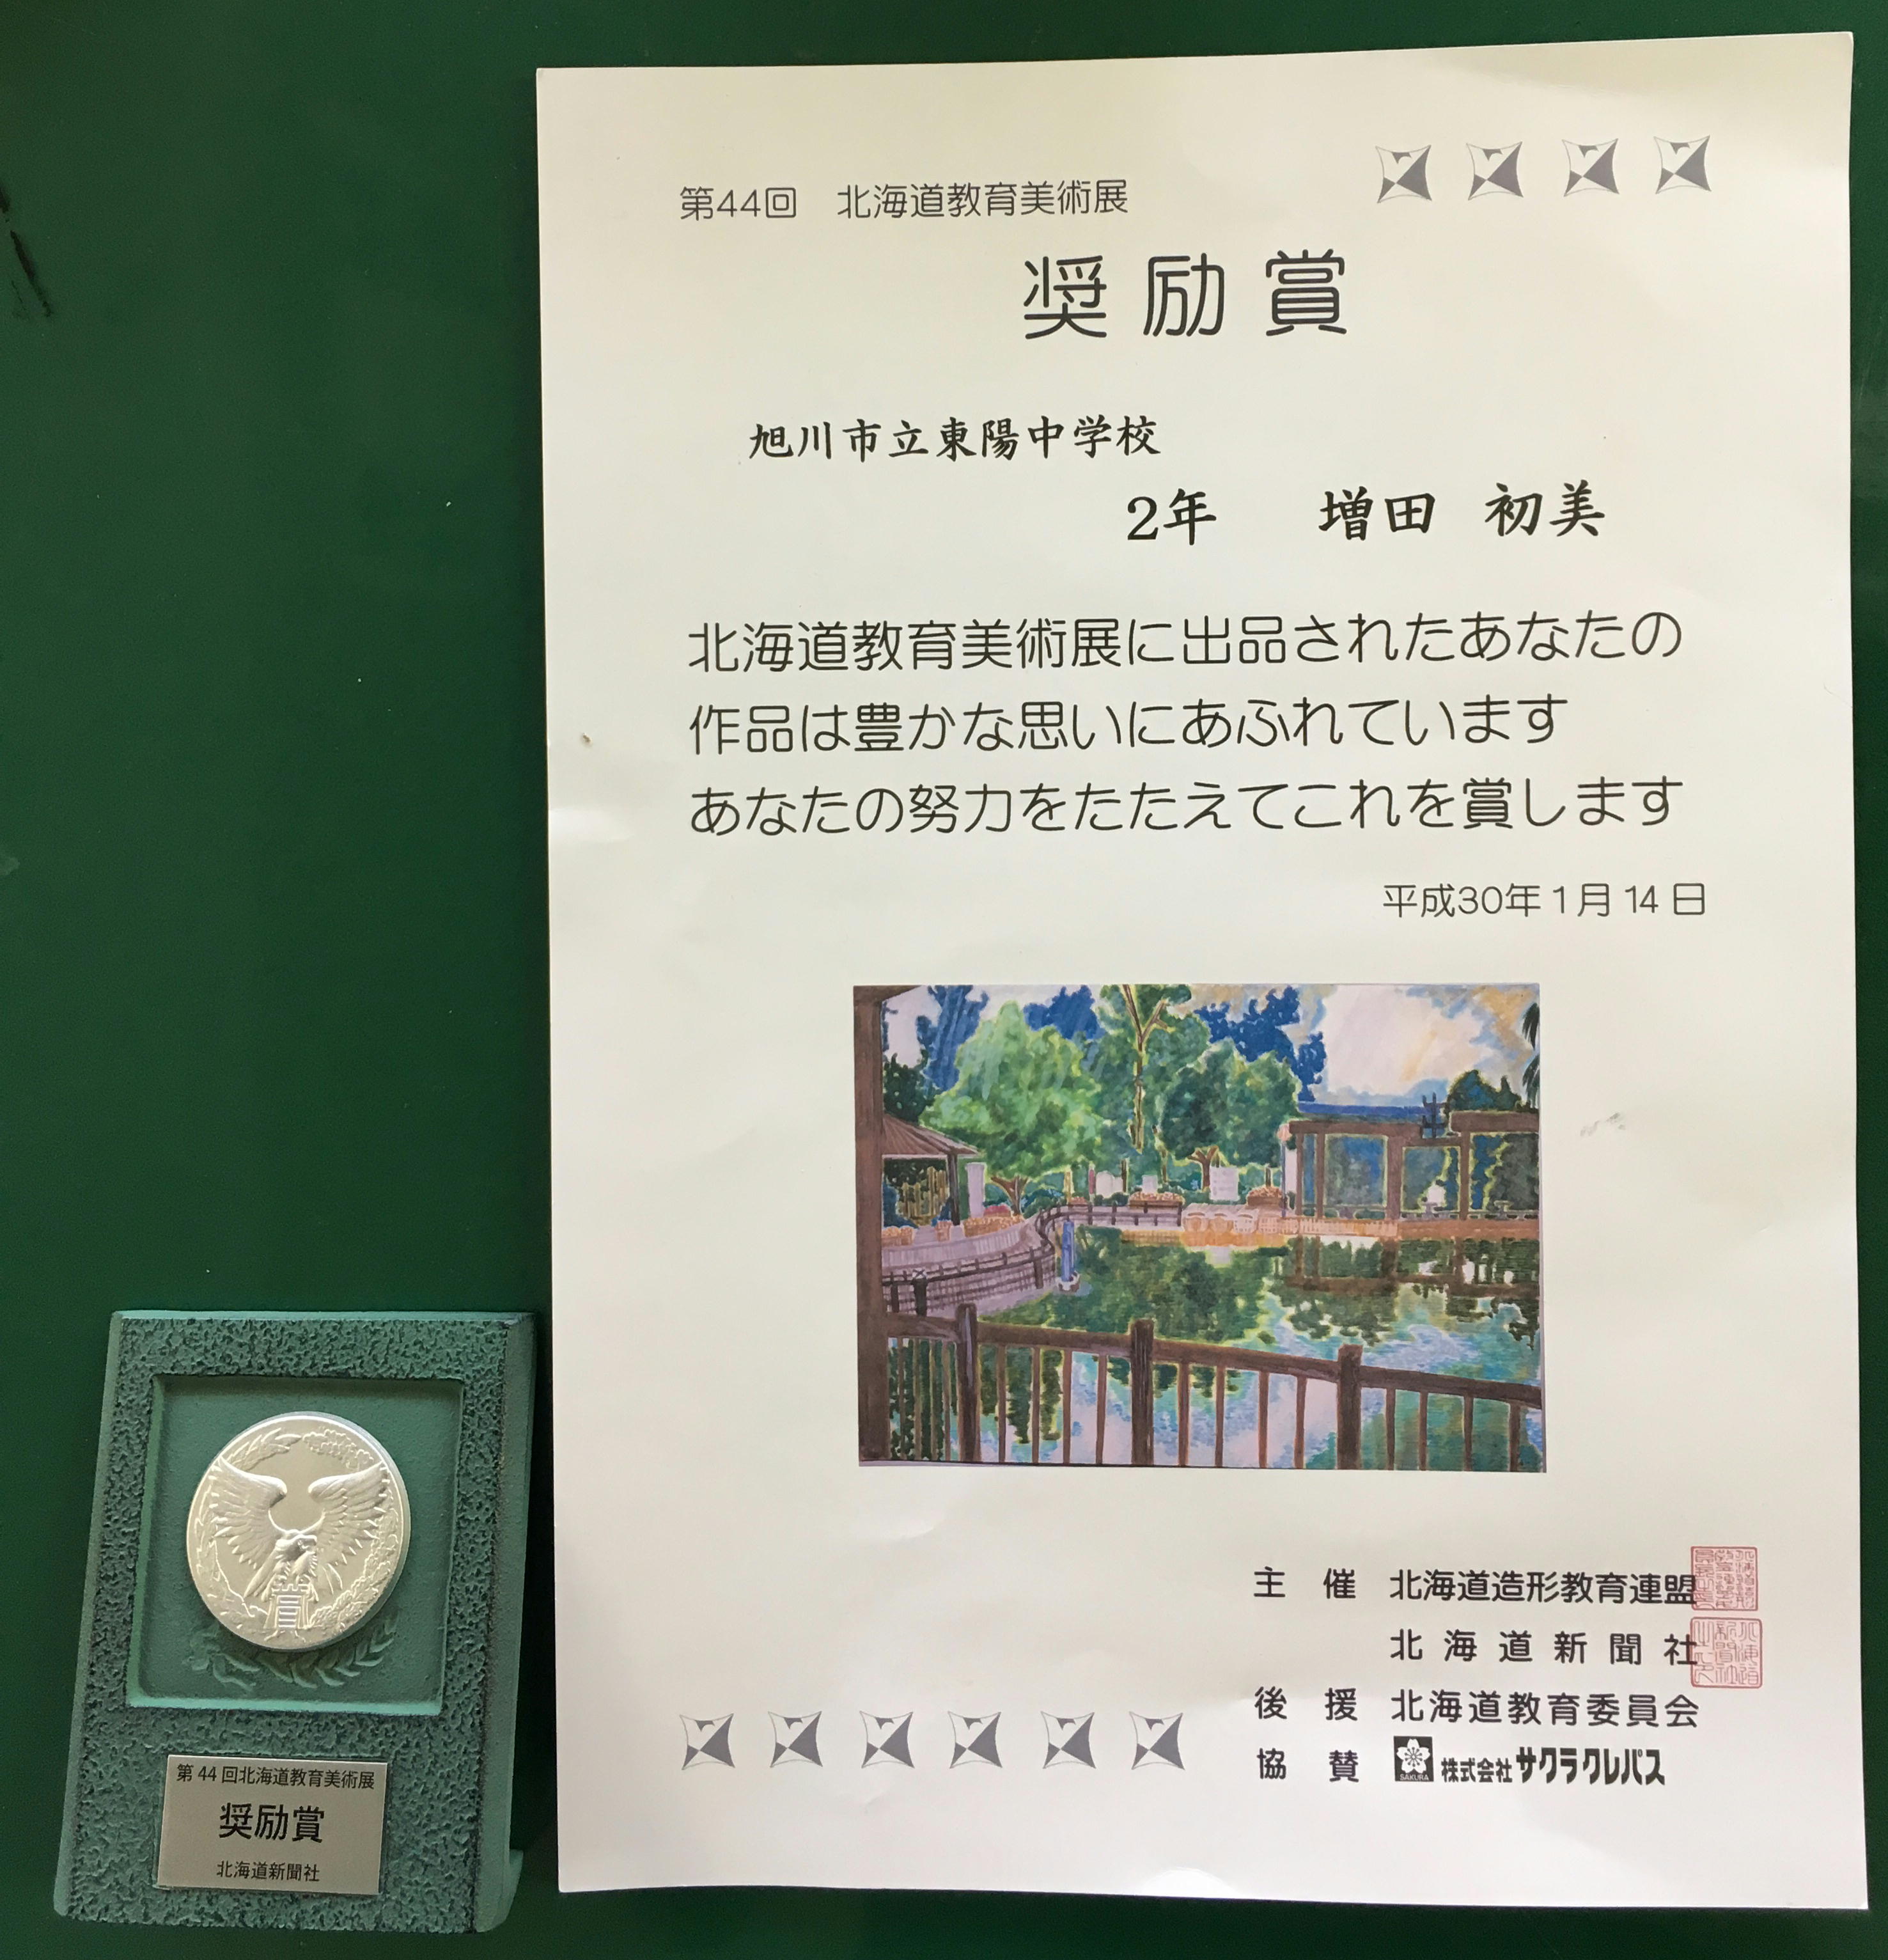 第44回 北海道教育美術展
奨励賞
旭川市立東陽中学校
2年 増田 初美
北海道教育美術展に出品されたあなたの
作品は豊かな思いにあふれています
あなたの努力をたたえてこれを賞します
平成30年1月14日
主催 北海道造形教育連盟
北海道新聞社
後援 北海道教育委員会
協賛 SAKURA 株式会社サクラクレパス
賞
第44回北海道教育美術展
奨励賞
北海道新聞社